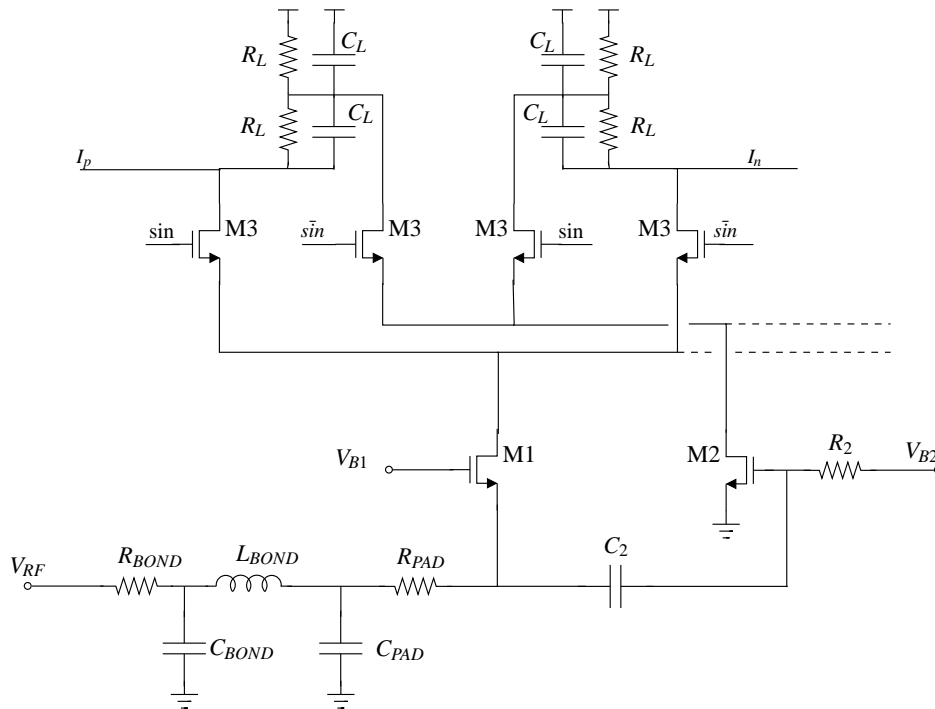 C_L C_L
R_L R_L
C_L C_L
R_L R_L
I_p I_n
sin M3 s̄in M3 M3 sin M3 s̄in
V_B1 M1 M2 R_2 V_B2
V_RF R_BOND L_BOND R_PAD C_2
C_BOND C_PAD